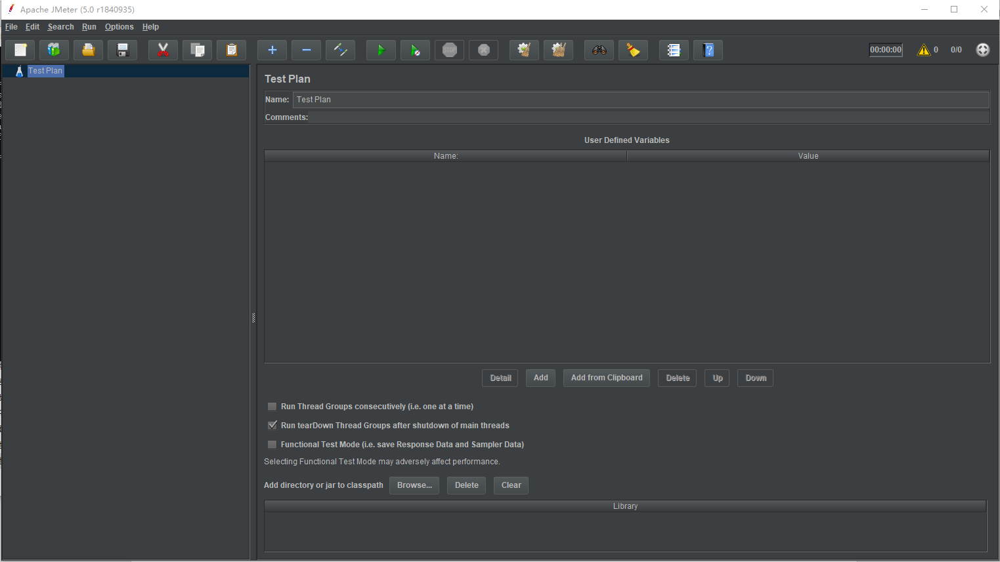 Apache JMeter (5.0 r1840935)
File Edit Search Run Options Help
STOP
00:00:00 0 0/0
Test Plan
Test Plan
Name: Test Plan
Comments:
User Defined Variables
Name: Value
Detail Add Add from Clipboard Delete Up Down
Run Thread Groups consecutively (i.e. one at a time)
Run tearDown Thread Groups after shutdown of main threads
Functional Test Mode (i.e. save Response Data and Sampler Data)
Selecting Functional Test Mode may adversely affect performance.
Add directory or jar to classpath Browse... Delete Clear
Library